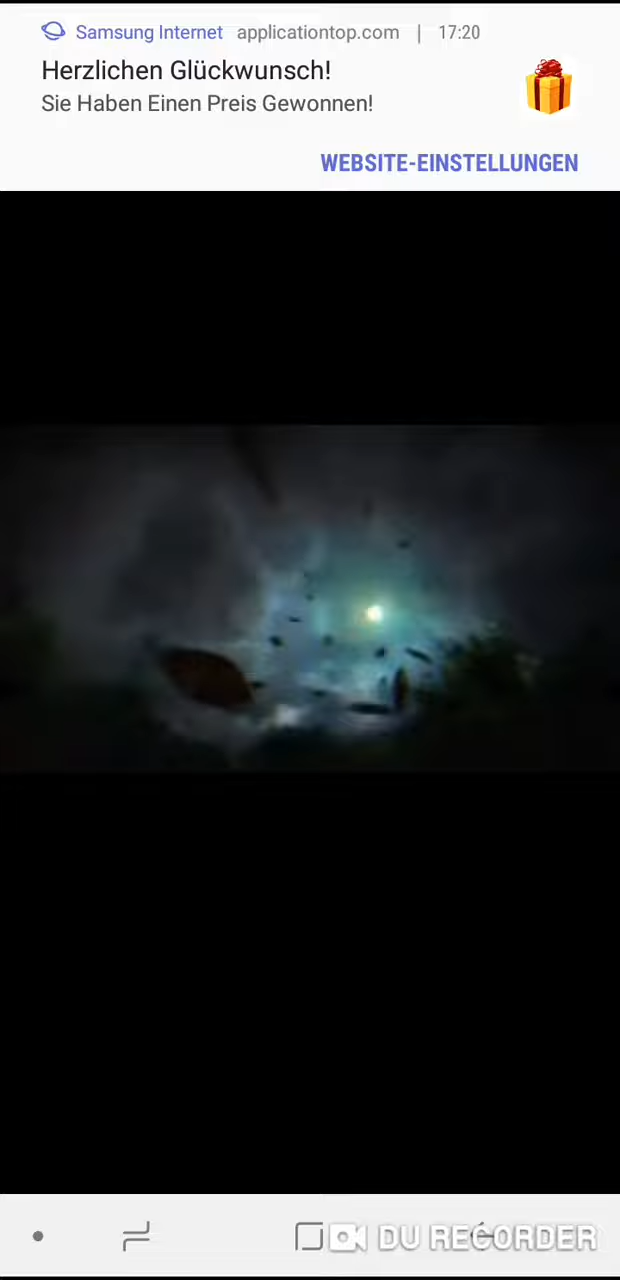 Samsung Internet applicationtop.com | 17:20
Herzlichen Glückwunsch!
Sie Haben Einen Preis Gewonnen!
WEBSITE-EINSTELLUNGEN
DU RECORDER